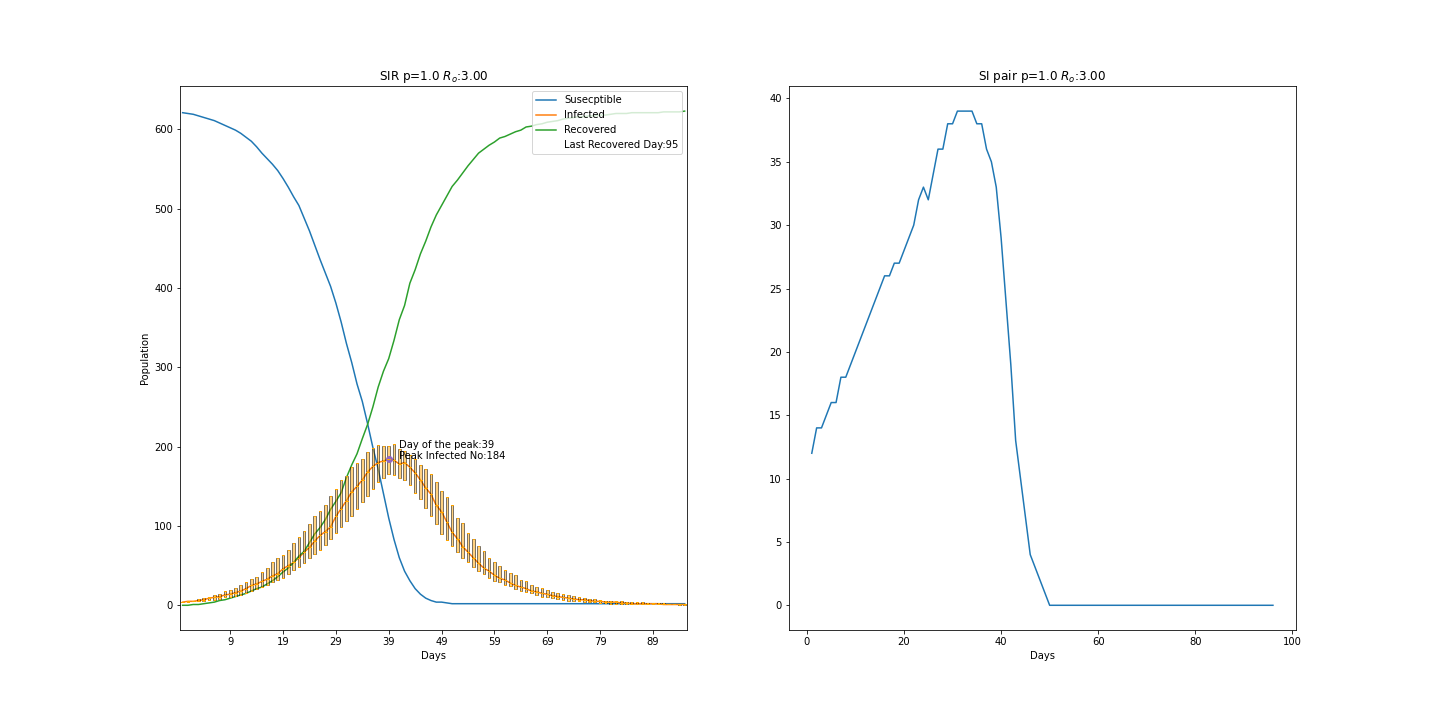 SIR p=1.0 Rₒ:3.00
Susecptible
Infected
Recovered
Last Recovered Day:95
600
500
400
300
200
100
0
Population
Day of the peak:39
Peak Infected No:184
9 19 29 39 49 59 69 79 89
Days
SI pair p=1.0 Rₒ:3.00
40
35
30
25
20
15
10
5
0
0 20 40 60 80 100
Days